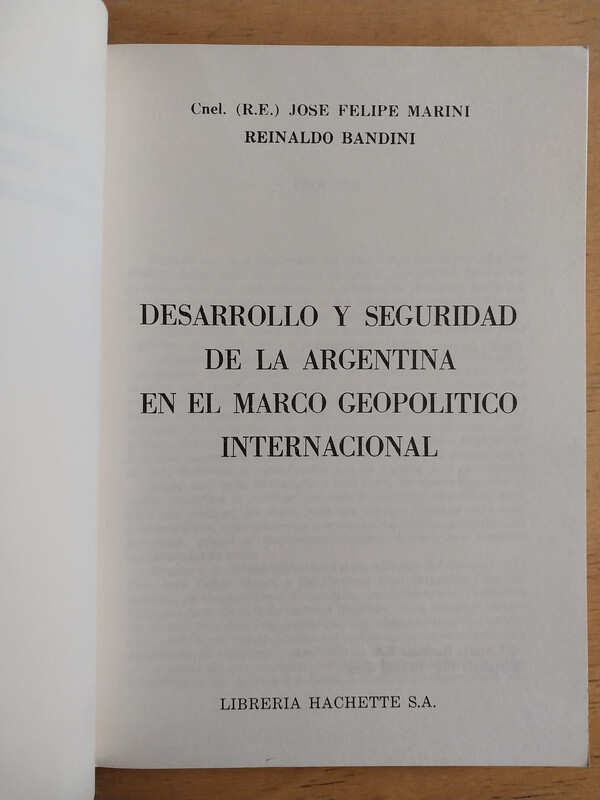 Cnel. (R.E.) JOSE FELIPE MARINI
REINALDO BANDINI
DESARROLLO Y SEGURIDAD
DE LA ARGENTINA
EN EL MARCO GEOPOLITICO
INTERNACIONAL
LIBRERIA HACHETTE S.A.